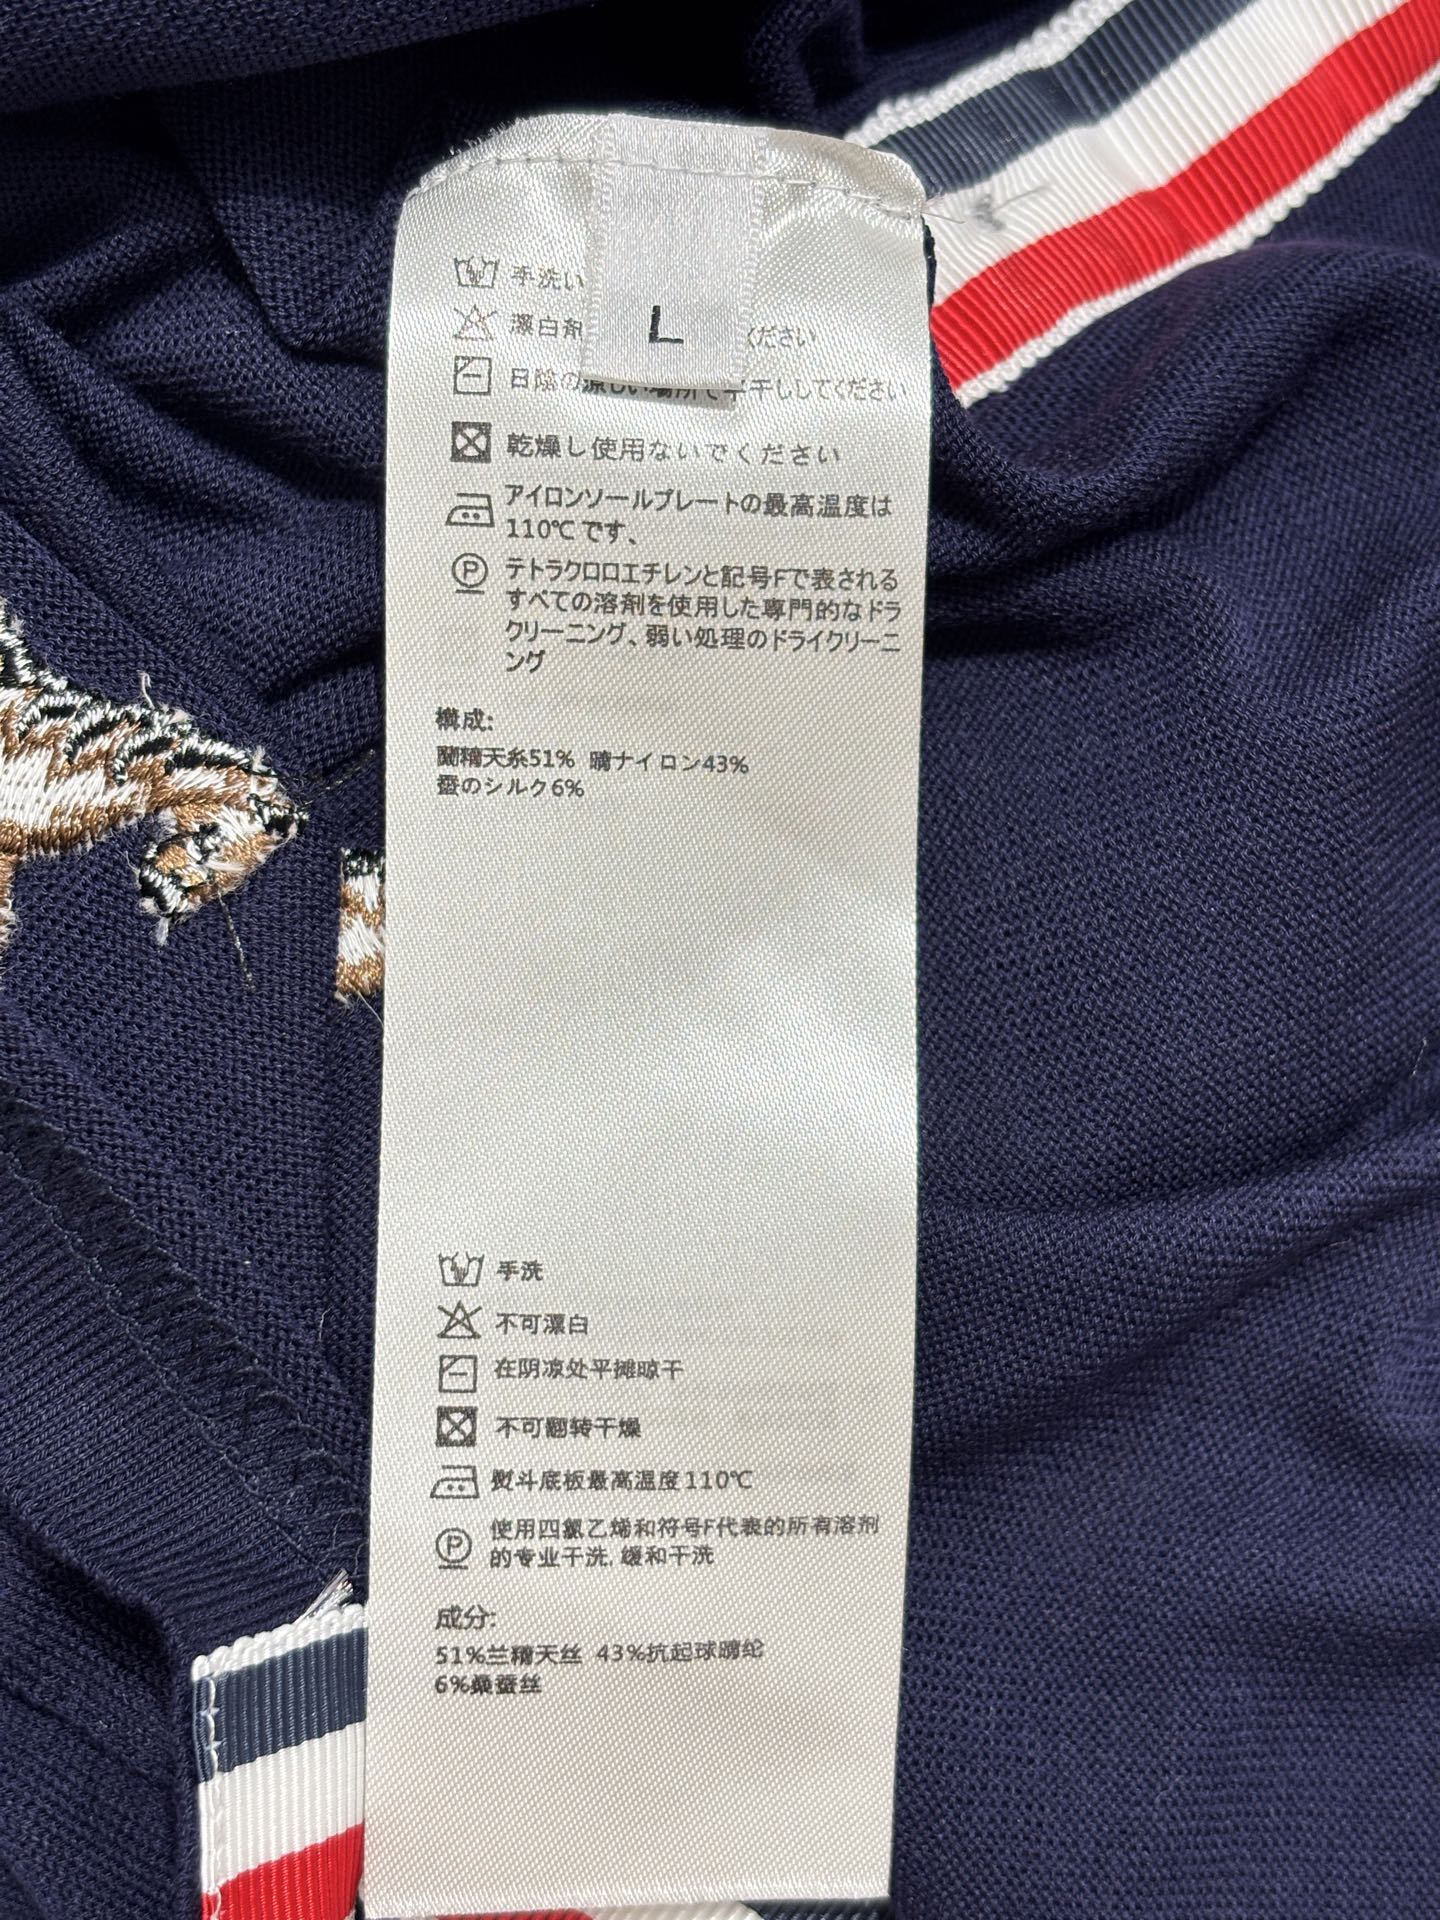 L
手洗い
漂白剤 ください
日陰の涼しい場所で平干ししてください
乾燥し使用ないでください
アイロンソールプレートの最高温度は
110℃です、
テトラクロロエチレンと記号Fで表される
すべての溶剤を使用した専門的なドラ
クリーニング、弱い処理のドライクリーニ
ング
構成:
蘭精天糸51% 晴ナイロン43%
蚕のシルク6%
手洗
不可漂白
在阴凉处平摊晾干
不可翻转干燥
熨斗底板最高温度110℃
使用四氯乙烯和符号F代表的所有溶剂
的专业干洗,缓和干洗
成分:
51%兰精天丝 43%抗起球晴纶
6%桑蚕丝